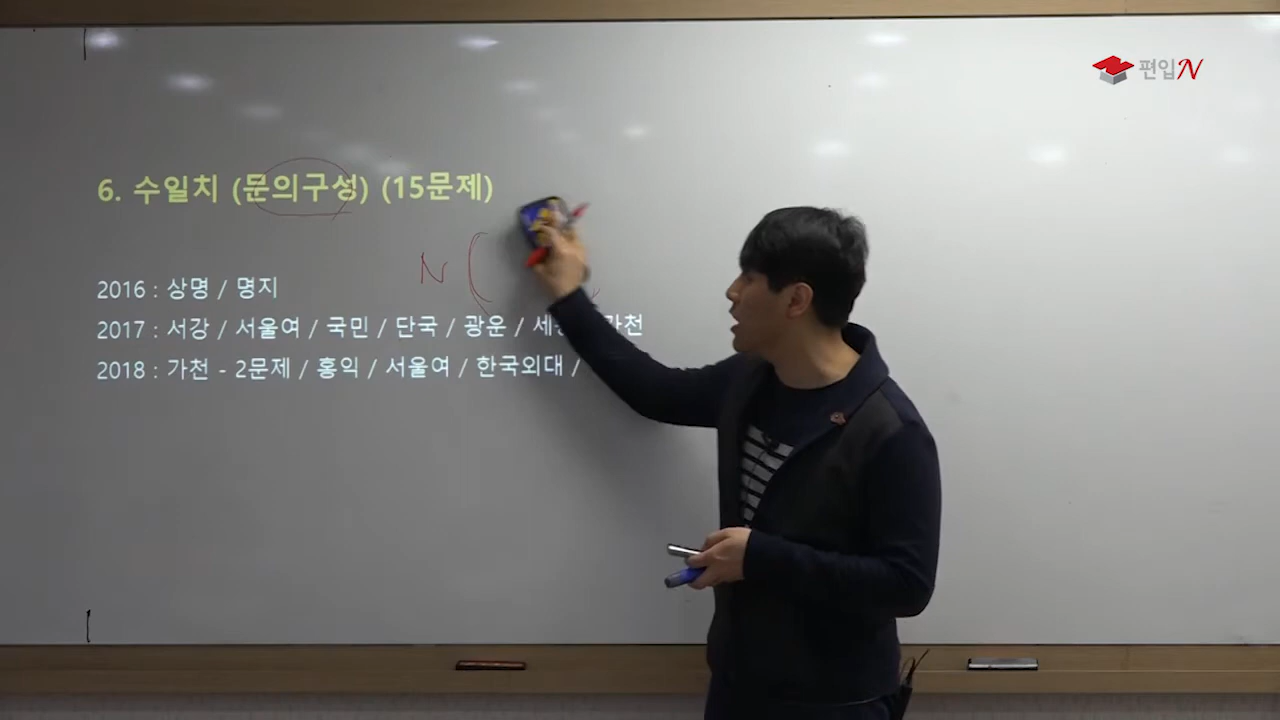 편입N
6. 수일치 (문의구성) (15문제)
N (
2016 : 상명 / 명지
2017 : 서강 / 서울여 / 국민 / 단국 / 광운 / 가천
2018 : 가천 - 2문제 / 홍익 / 서울여 / 한국외대 /